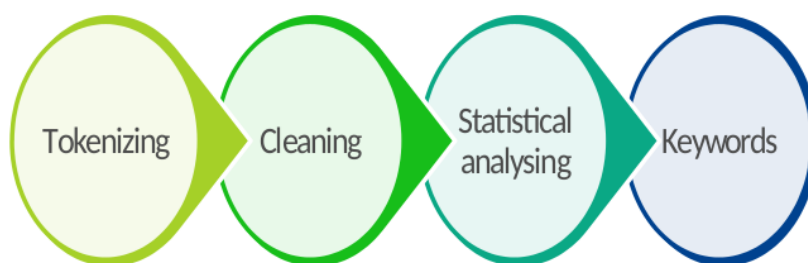 Tokenizing
Cleaning
Statistical
analysing
Keywords